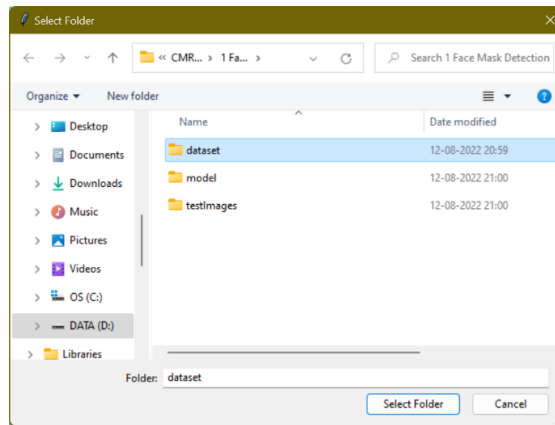 Select Folder
« CMR... › 1 Fa... ›
Search 1 Face Mask Detection
Organize
New folder
Name
Date modified
Desktop
Documents
Downloads
Music
Pictures
Videos
OS (C:)
DATA (D:)
Libraries
dataset 12-08-2022 20:59
model 12-08-2022 21:00
testImages 12-08-2022 21:00
Folder: dataset
Select Folder
Cancel